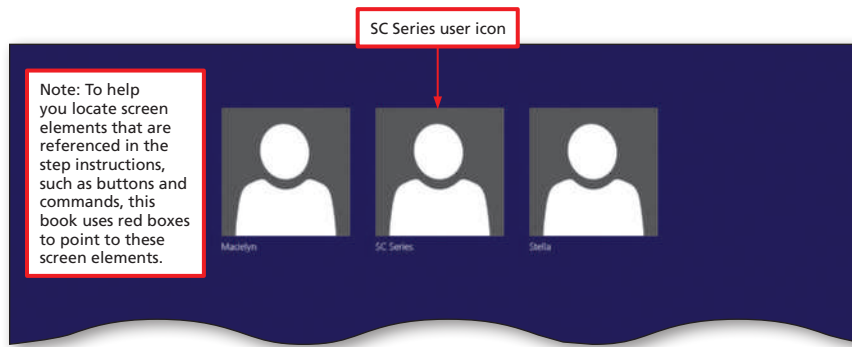 SC Series user icon
Note: To help
you locate screen
elements that are
referenced in the
step instructions,
such as buttons and
commands, this
book uses red boxes
to point to these
screen elements.
Macielyn
SC Series
Stella